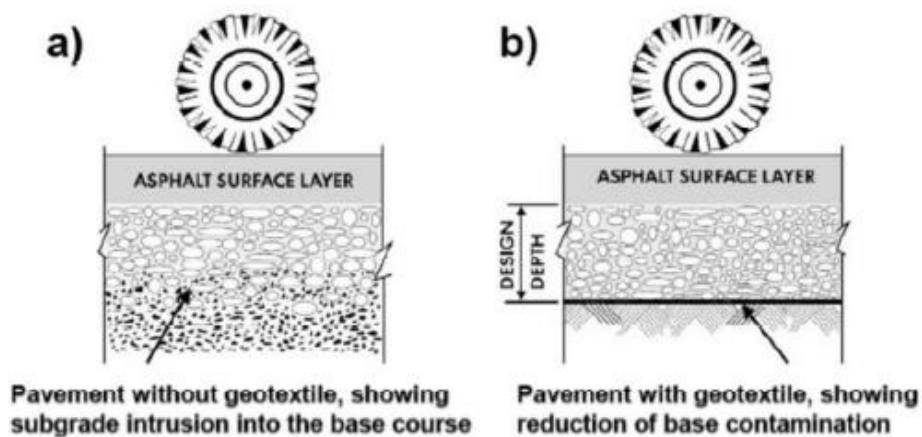 a)
ASPHALT SURFACE LAYER
Pavement without geotextile, showing
subgrade intrusion into the base course
b)
ASPHALT SURFACE LAYER
DESIGN
DEPTH
Pavement with geotextile, showing
reduction of base contamination